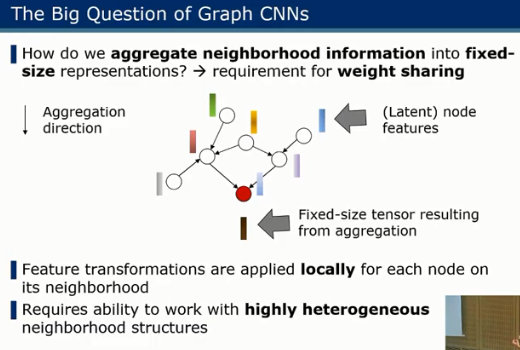 The Big Question of Graph CNNs
How do we aggregate neighborhood information into fixed-
size representations? → requirement for weight sharing
Aggregation
direction
(Latent) node
features
Fixed-size tensor resulting
from aggregation
Feature transformations are applied locally for each node on
its neighborhood
Requires ability to work with highly heterogeneous
neighborhood structures